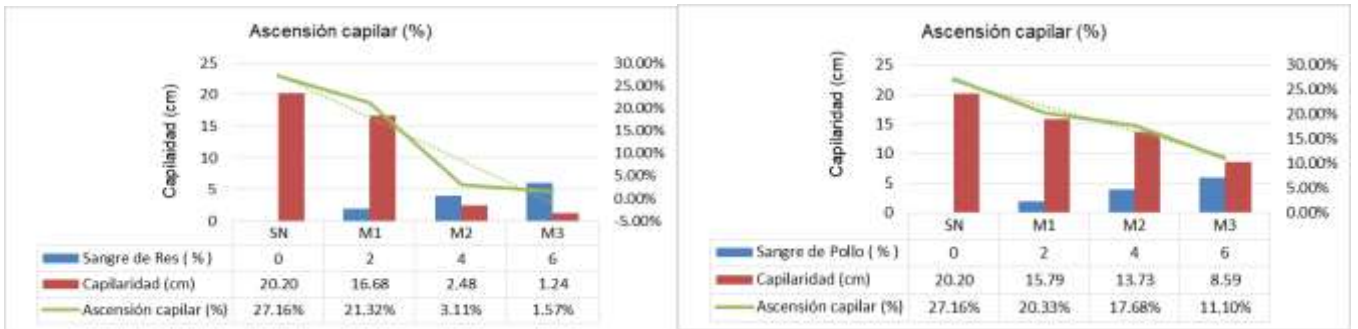 Ascensión capilar (%)
Capilaidad (cm)
25
20
15
10
5
0
30.00%
25.00%
20.00%
15.00%
10.00%
5.00%
0.00%
-5.00%
SN M1 M2 M3
Sangre de Res ( % ) 0 2 4 6
Capilaridad (cm) 20.20 16.68 2.48 1.24
Ascensión capilar (%) 27.16% 21.32% 3.11% 1.57%
Ascensión capilar (%)
Capilaridad (cm)
25
20
15
10
5
0
30.00%
25.00%
20.00%
15.00%
10.00%
5.00%
0.00%
SN M1 M2 M3
Sangre de Pollo ( % ) 0 2 4 6
Capilaridad (cm) 20.20 15.79 13.73 8.59
Ascensión capilar (%) 27.16% 20.33% 17.68% 11,10%